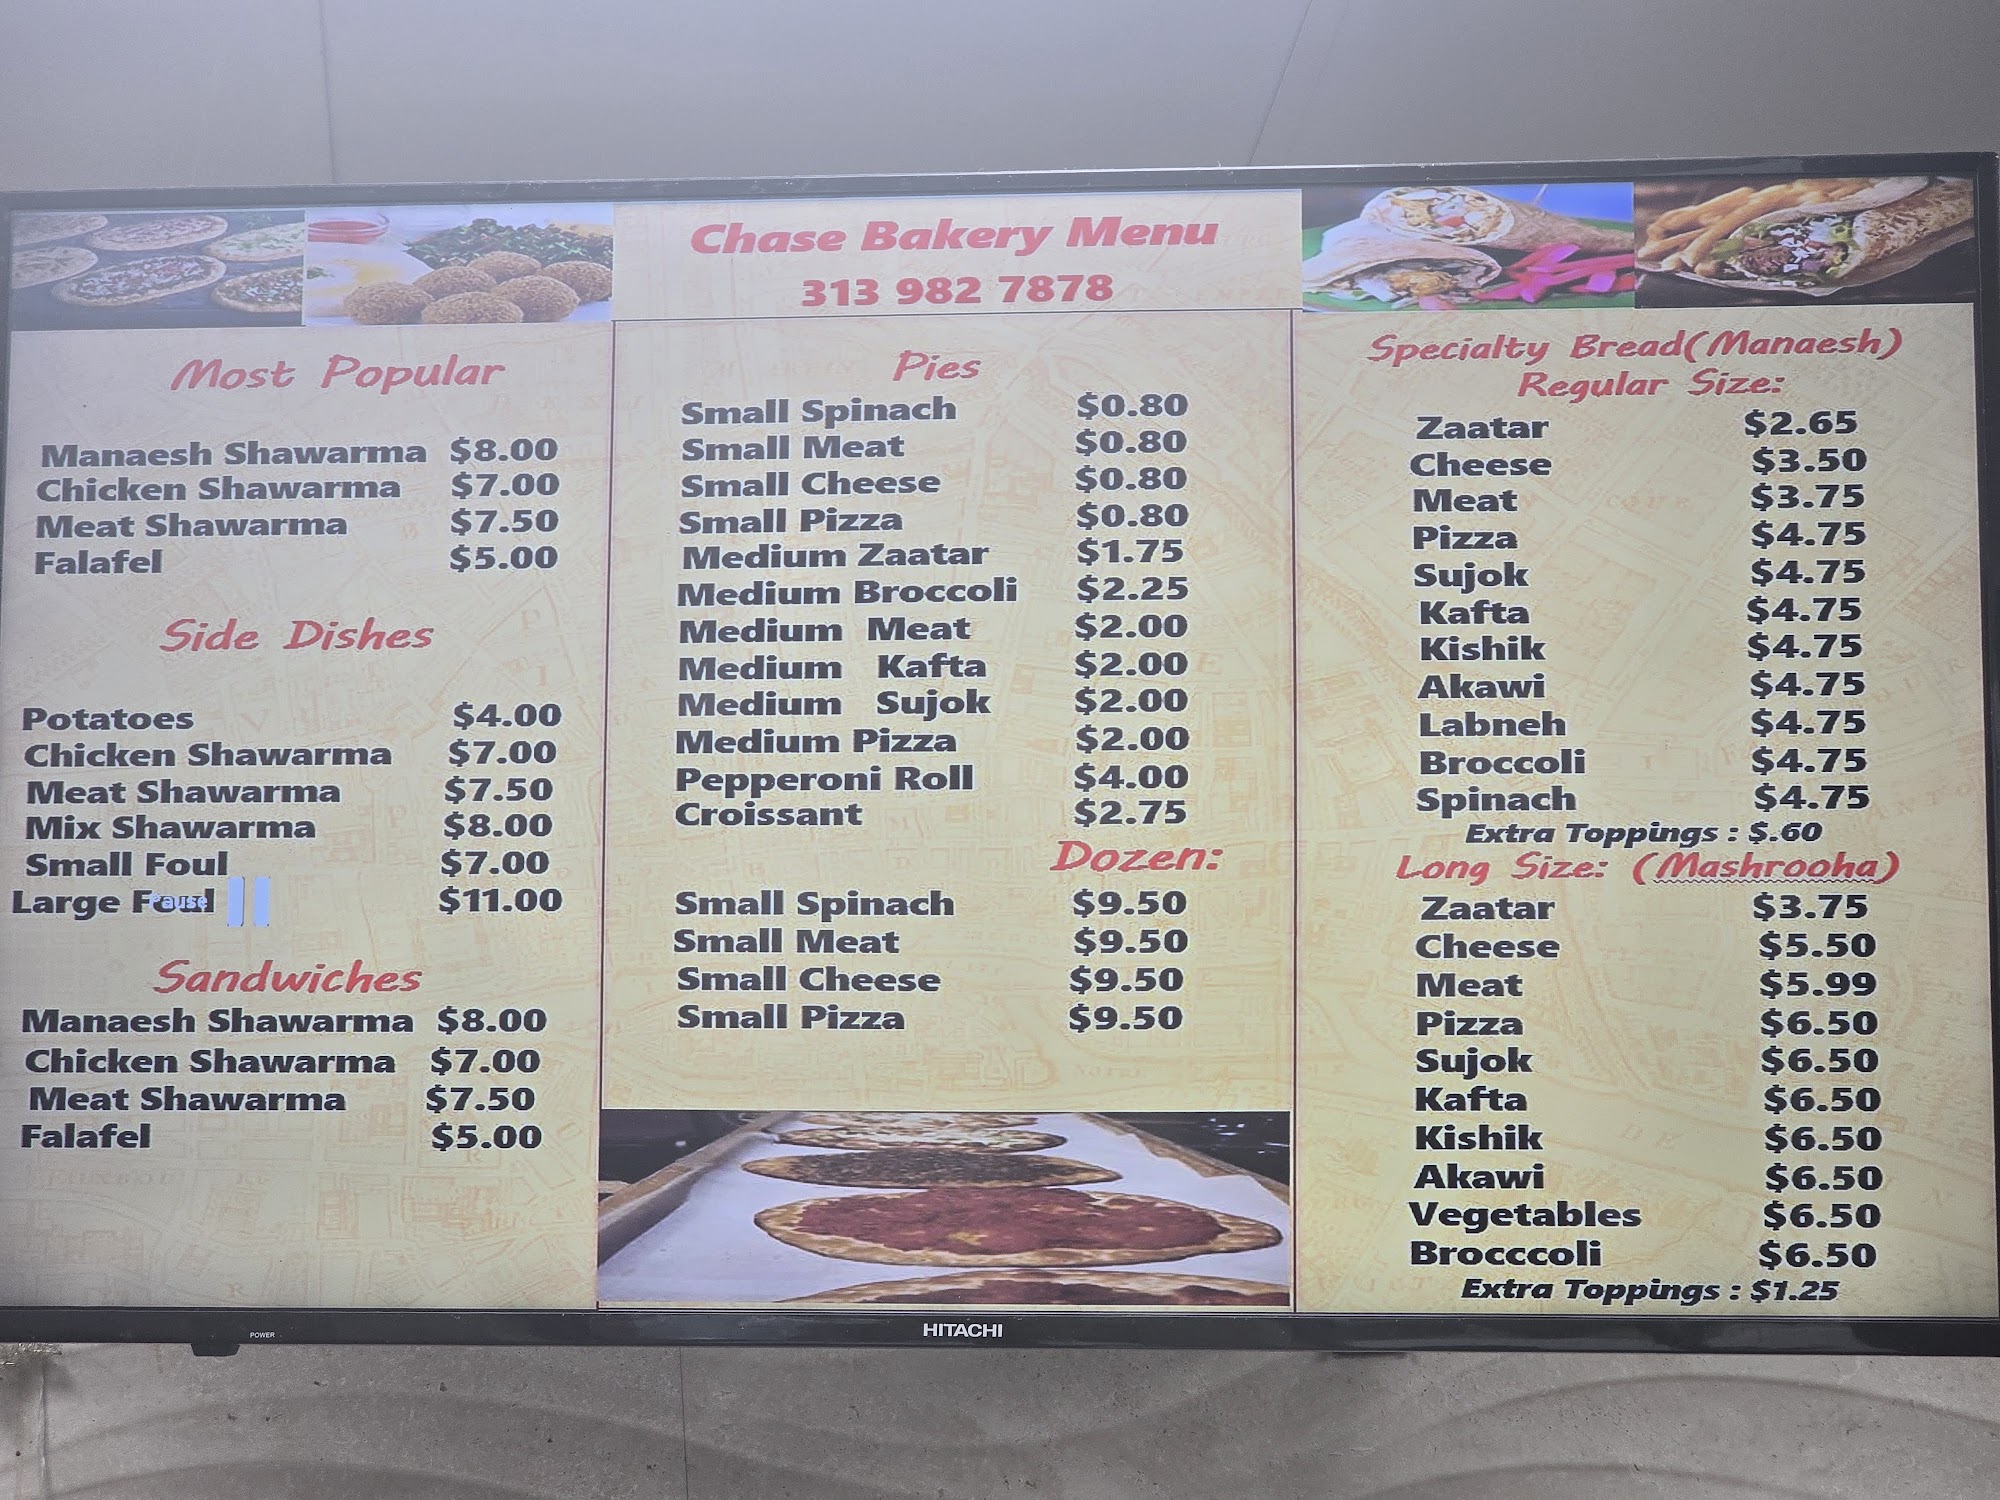 Chase Bakery Menu
313 982 7878
Most Popular
Manaesh Shawarma $8.00
Chicken Shawarma $7.00
Meat Shawarma $7.50
Falafel $5.00
Side Dishes
Potatoes $4.00
Chicken Shawarma $7.00
Meat Shawarma $7.50
Mix Shawarma $8.00
Small Foul $7.00
Large Foul $11.00
Pause
Sandwiches
Manaesh Shawarma $8.00
Chicken Shawarma $7.00
Meat Shawarma $7.50
Falafel $5.00
Pies
Small Spinach $0.80
Small Meat $0.80
Small Cheese $0.80
Small Pizza $0.80
Medium Zaatar $1.75
Medium Broccoli $2.25
Medium Meat $2.00
Medium Kafta $2.00
Medium Sujok $2.00
Medium Pizza $2.00
Pepperoni Roll $4.00
Croissant $2.75
Dozen:
Small Spinach $9.50
Small Meat $9.50
Small Cheese $9.50
Small Pizza $9.50
Specialty Bread(Manaesh)
Regular Size:
Zaatar $2.65
Cheese $3.50
Meat $3.75
Pizza $4.75
Sujok $4.75
Kafta $4.75
Kishik $4.75
Akawi $4.75
Labneh $4.75
Broccoli $4.75
Spinach $4.75
Extra Toppings : $.60
Long Size: (Mashrooha)
Zaatar $3.75
Cheese $5.50
Meat $5.99
Pizza $6.50
Sujok $6.50
Kafta $6.50
Kishik $6.50
Akawi $6.50
Vegetables $6.50
Brocccoli $6.50
Extra Toppings : $1.25
POWER
HITACHI